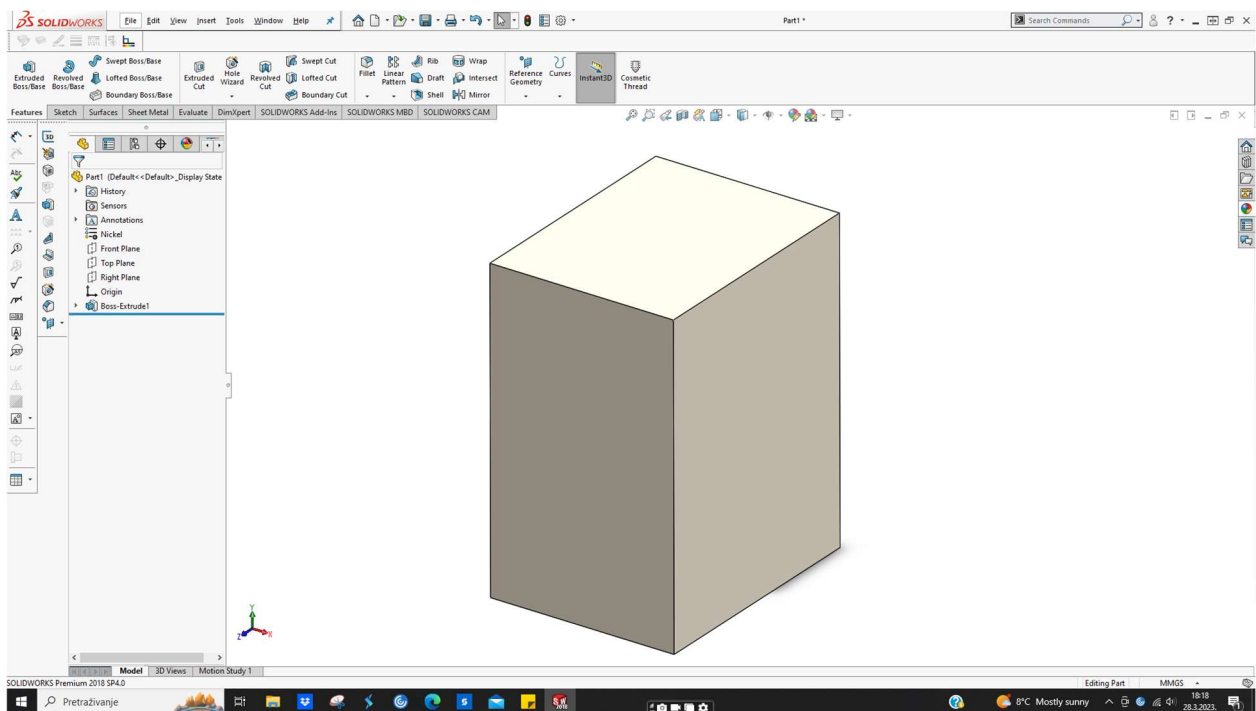 SOLIDWORKS File Edit View Insert Tools Window Help Part1 * Search Commands ?
Swept Boss/Base Swept Cut Rib Wrap
Extruded Boss/Base Revolved Boss/Base Lofted Boss/Base Extruded Cut Hole Wizard Revolved Cut Lofted Cut Fillet Linear Pattern Draft Intersect Reference Geometry Curves Instant3D Cosmetic Thread
Boundary Boss/Base Boundary Cut Shell Mirror
Features Sketch Surfaces Sheet Metal Evaluate DimXpert SOLIDWORKS Add-Ins SOLIDWORKS MBD SOLIDWORKS CAM
Part1 (Default<<Default>_Display State
History
Sensors
Annotations
Nickel
Front Plane
Top Plane
Right Plane
Origin
Boss-Extrude1
Y
Z X
Model 3D Views Motion Study 1
SOLIDWORKS Premium 2018 SP4.0 Editing Part MMGS
Pretraživanje 8°C Mostly sunny 18:18
28.3.2023.